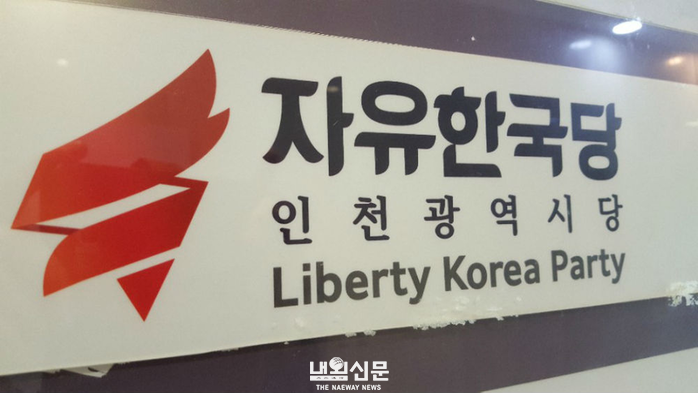 자유한국당
인천광역시당
Liberty Korea Party
내외신문
THE NAEWAY NEWS